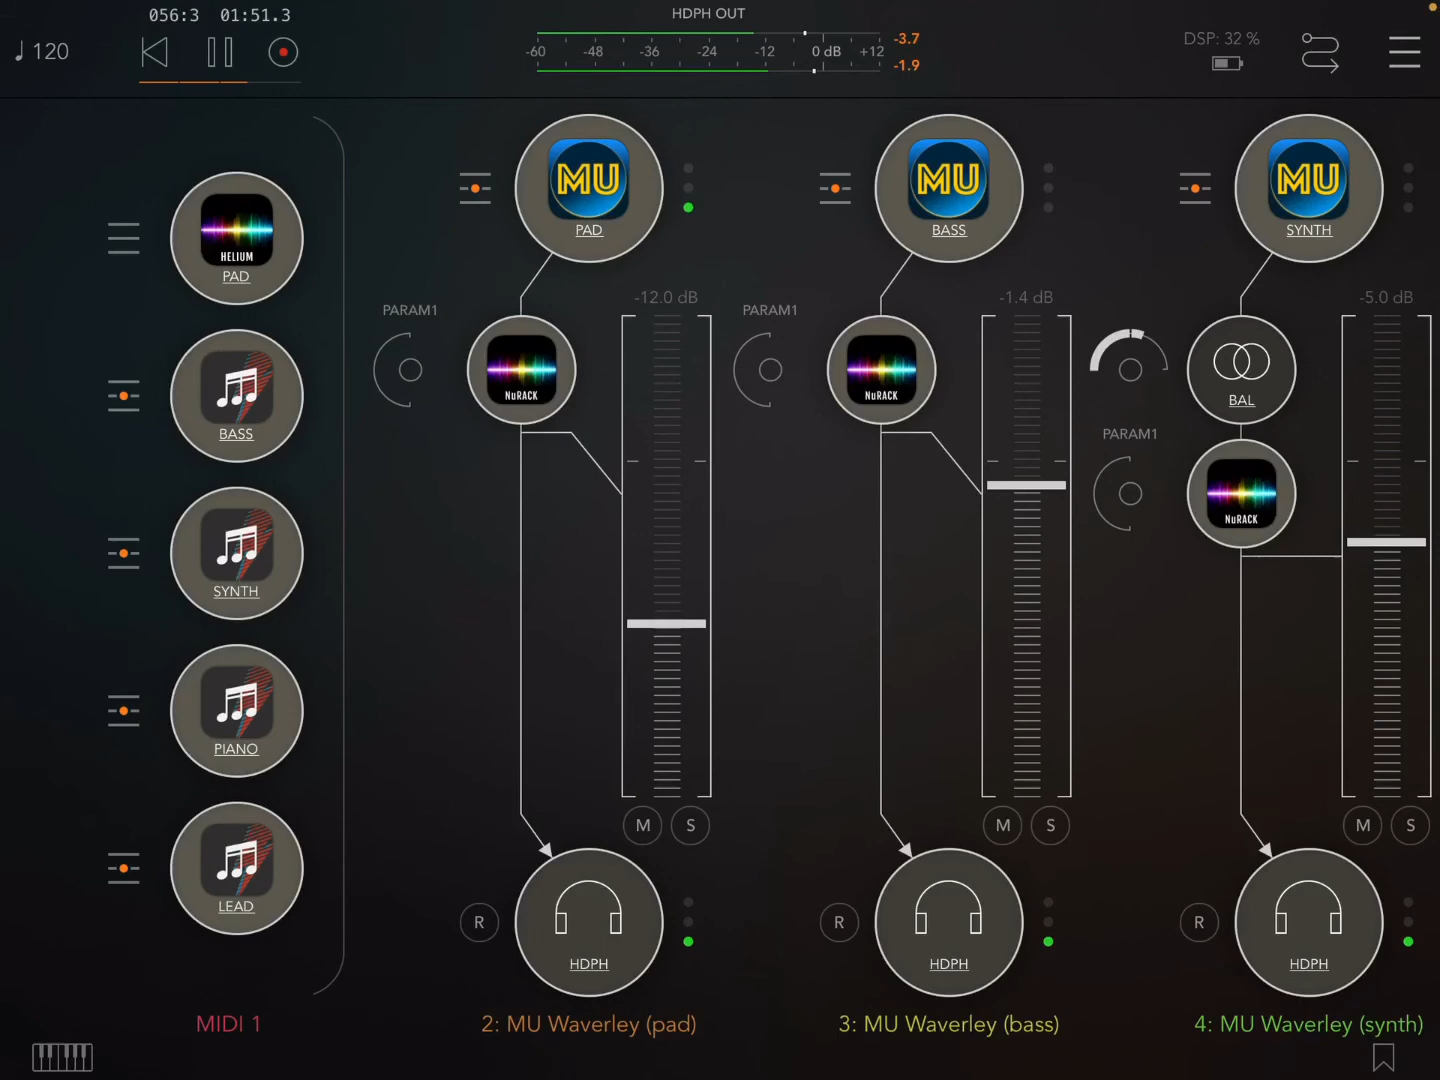 056:3 01:51.3
HDPH OUT
120
-60 -48 -36 -24 -12 0 dB +12
-3.7
-1.9
DSP: 32 %
HELIUM
PAD
BASS
SYNTH
PIANO
LEAD
MIDI 1
MU
PAD
PARAM1
-12.0 dB
NuRACK
M S
R
HDPH
2: MU Waverley (pad)
MU
BASS
PARAM1
-1.4 dB
NuRACK
M S
R
HDPH
3: MU Waverley (bass)
MU
SYNTH
-5.0 dB
BAL
PARAM1
NuRACK
M S
R
HDPH
4: MU Waverley (synth)